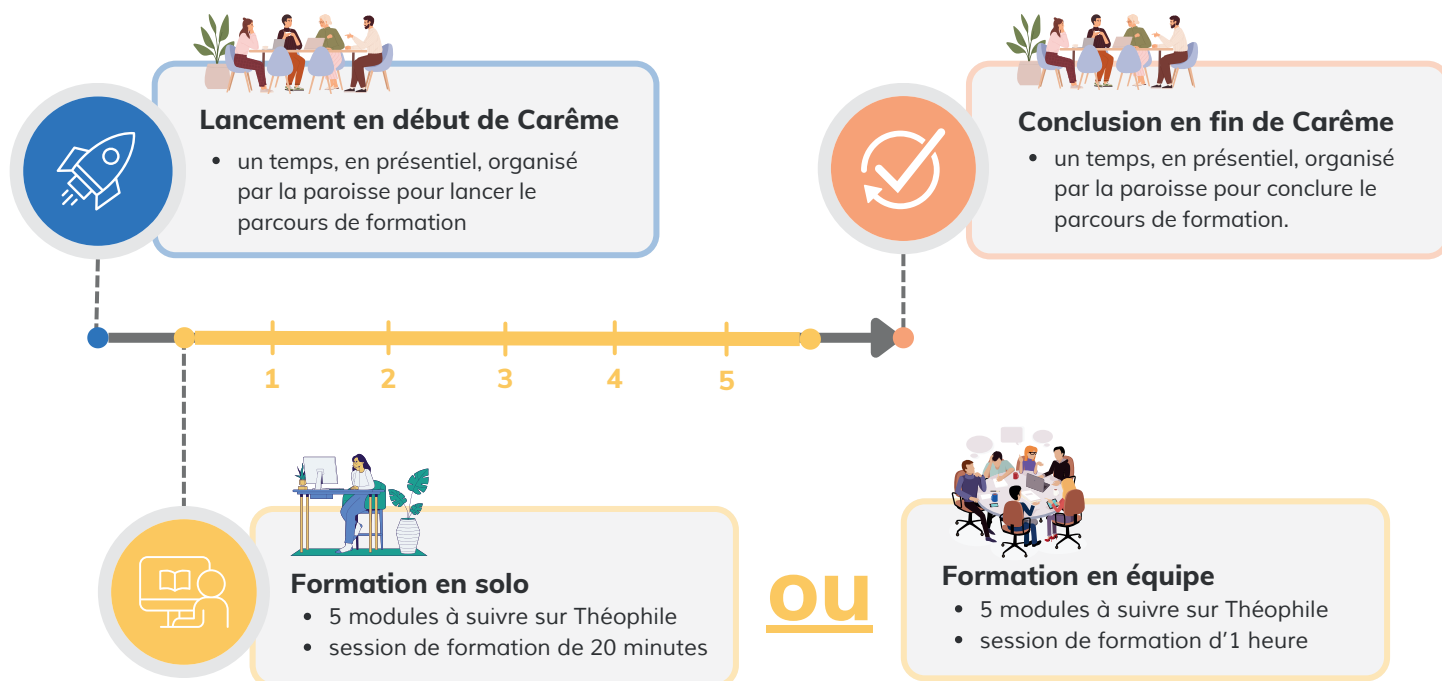 Lancement en début de Carême
• un temps, en présentiel, organisé
par la paroisse pour lancer le
parcours de formation
Conclusion en fin de Carême
• un temps, en présentiel, organisé
par la paroisse pour conclure le
parcours de formation.
1
2
3
4
5
Formation en solo
• 5 modules à suivre sur Théophile
• session de formation de 20 minutes
ou
Formation en équipe
• 5 modules à suivre sur Théophile
• session de formation d'1 heure